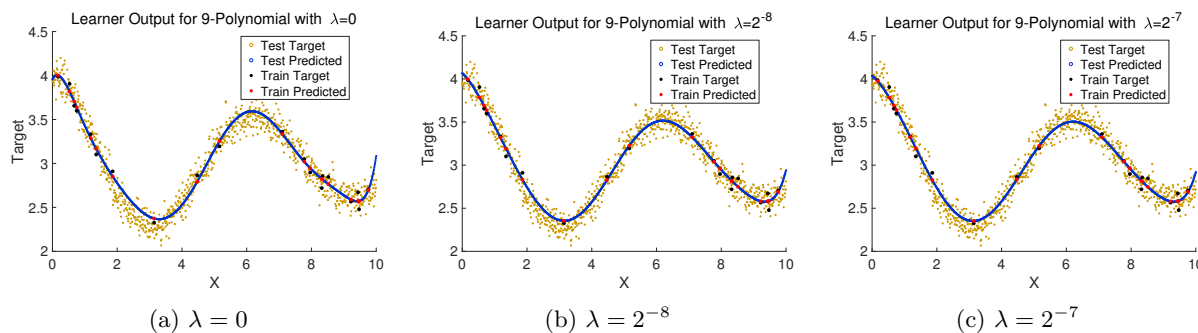 Learner Output for 9-Polynomial with λ=0
4.5
4
3.5
3
2.5
2
Target
0 2 4 6 8 10
X
Test Target
Test Predicted
Train Target
Train Predicted
(a) λ = 0
Learner Output for 9-Polynomial with λ=2⁻⁸
4.5
4
3.5
3
2.5
2
Target
0 2 4 6 8 10
X
Test Target
Test Predicted
Train Target
Train Predicted
(b) λ = 2⁻⁸
Learner Output for 9-Polynomial with λ=2⁻⁷
4.5
4
3.5
3
2.5
2
Target
0 2 4 6 8 10
X
Test Target
Test Predicted
Train Target
Train Predicted
(c) λ = 2⁻⁷